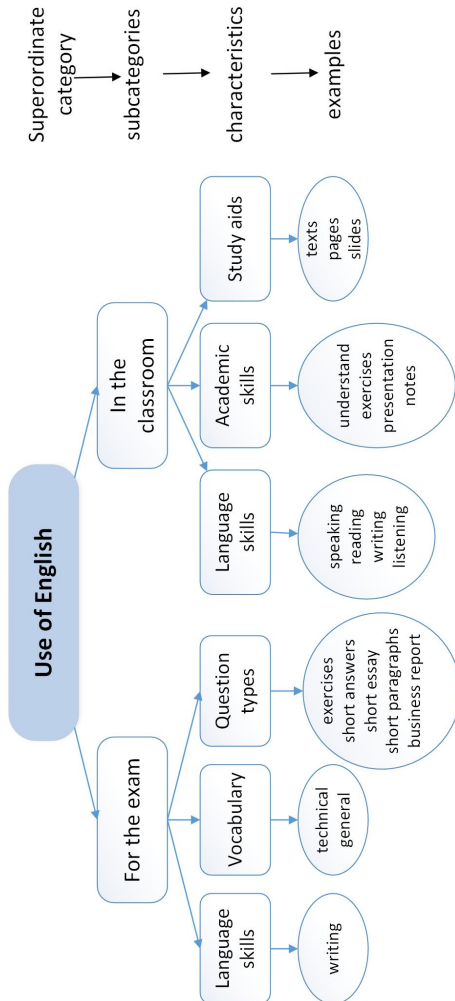 Use of English
For the exam
In the
classroom
Language
skills
Vocabulary
Question
types
Language
skills
Academic
skills
Study aids
writing
technical
general
exercises
short answers
short essay
short paragraphs
business report
speaking
reading
writing
listening
understand
exercises
presentation
notes
texts
pages
slides
Superordinate
category
subcategories
characteristics
examples